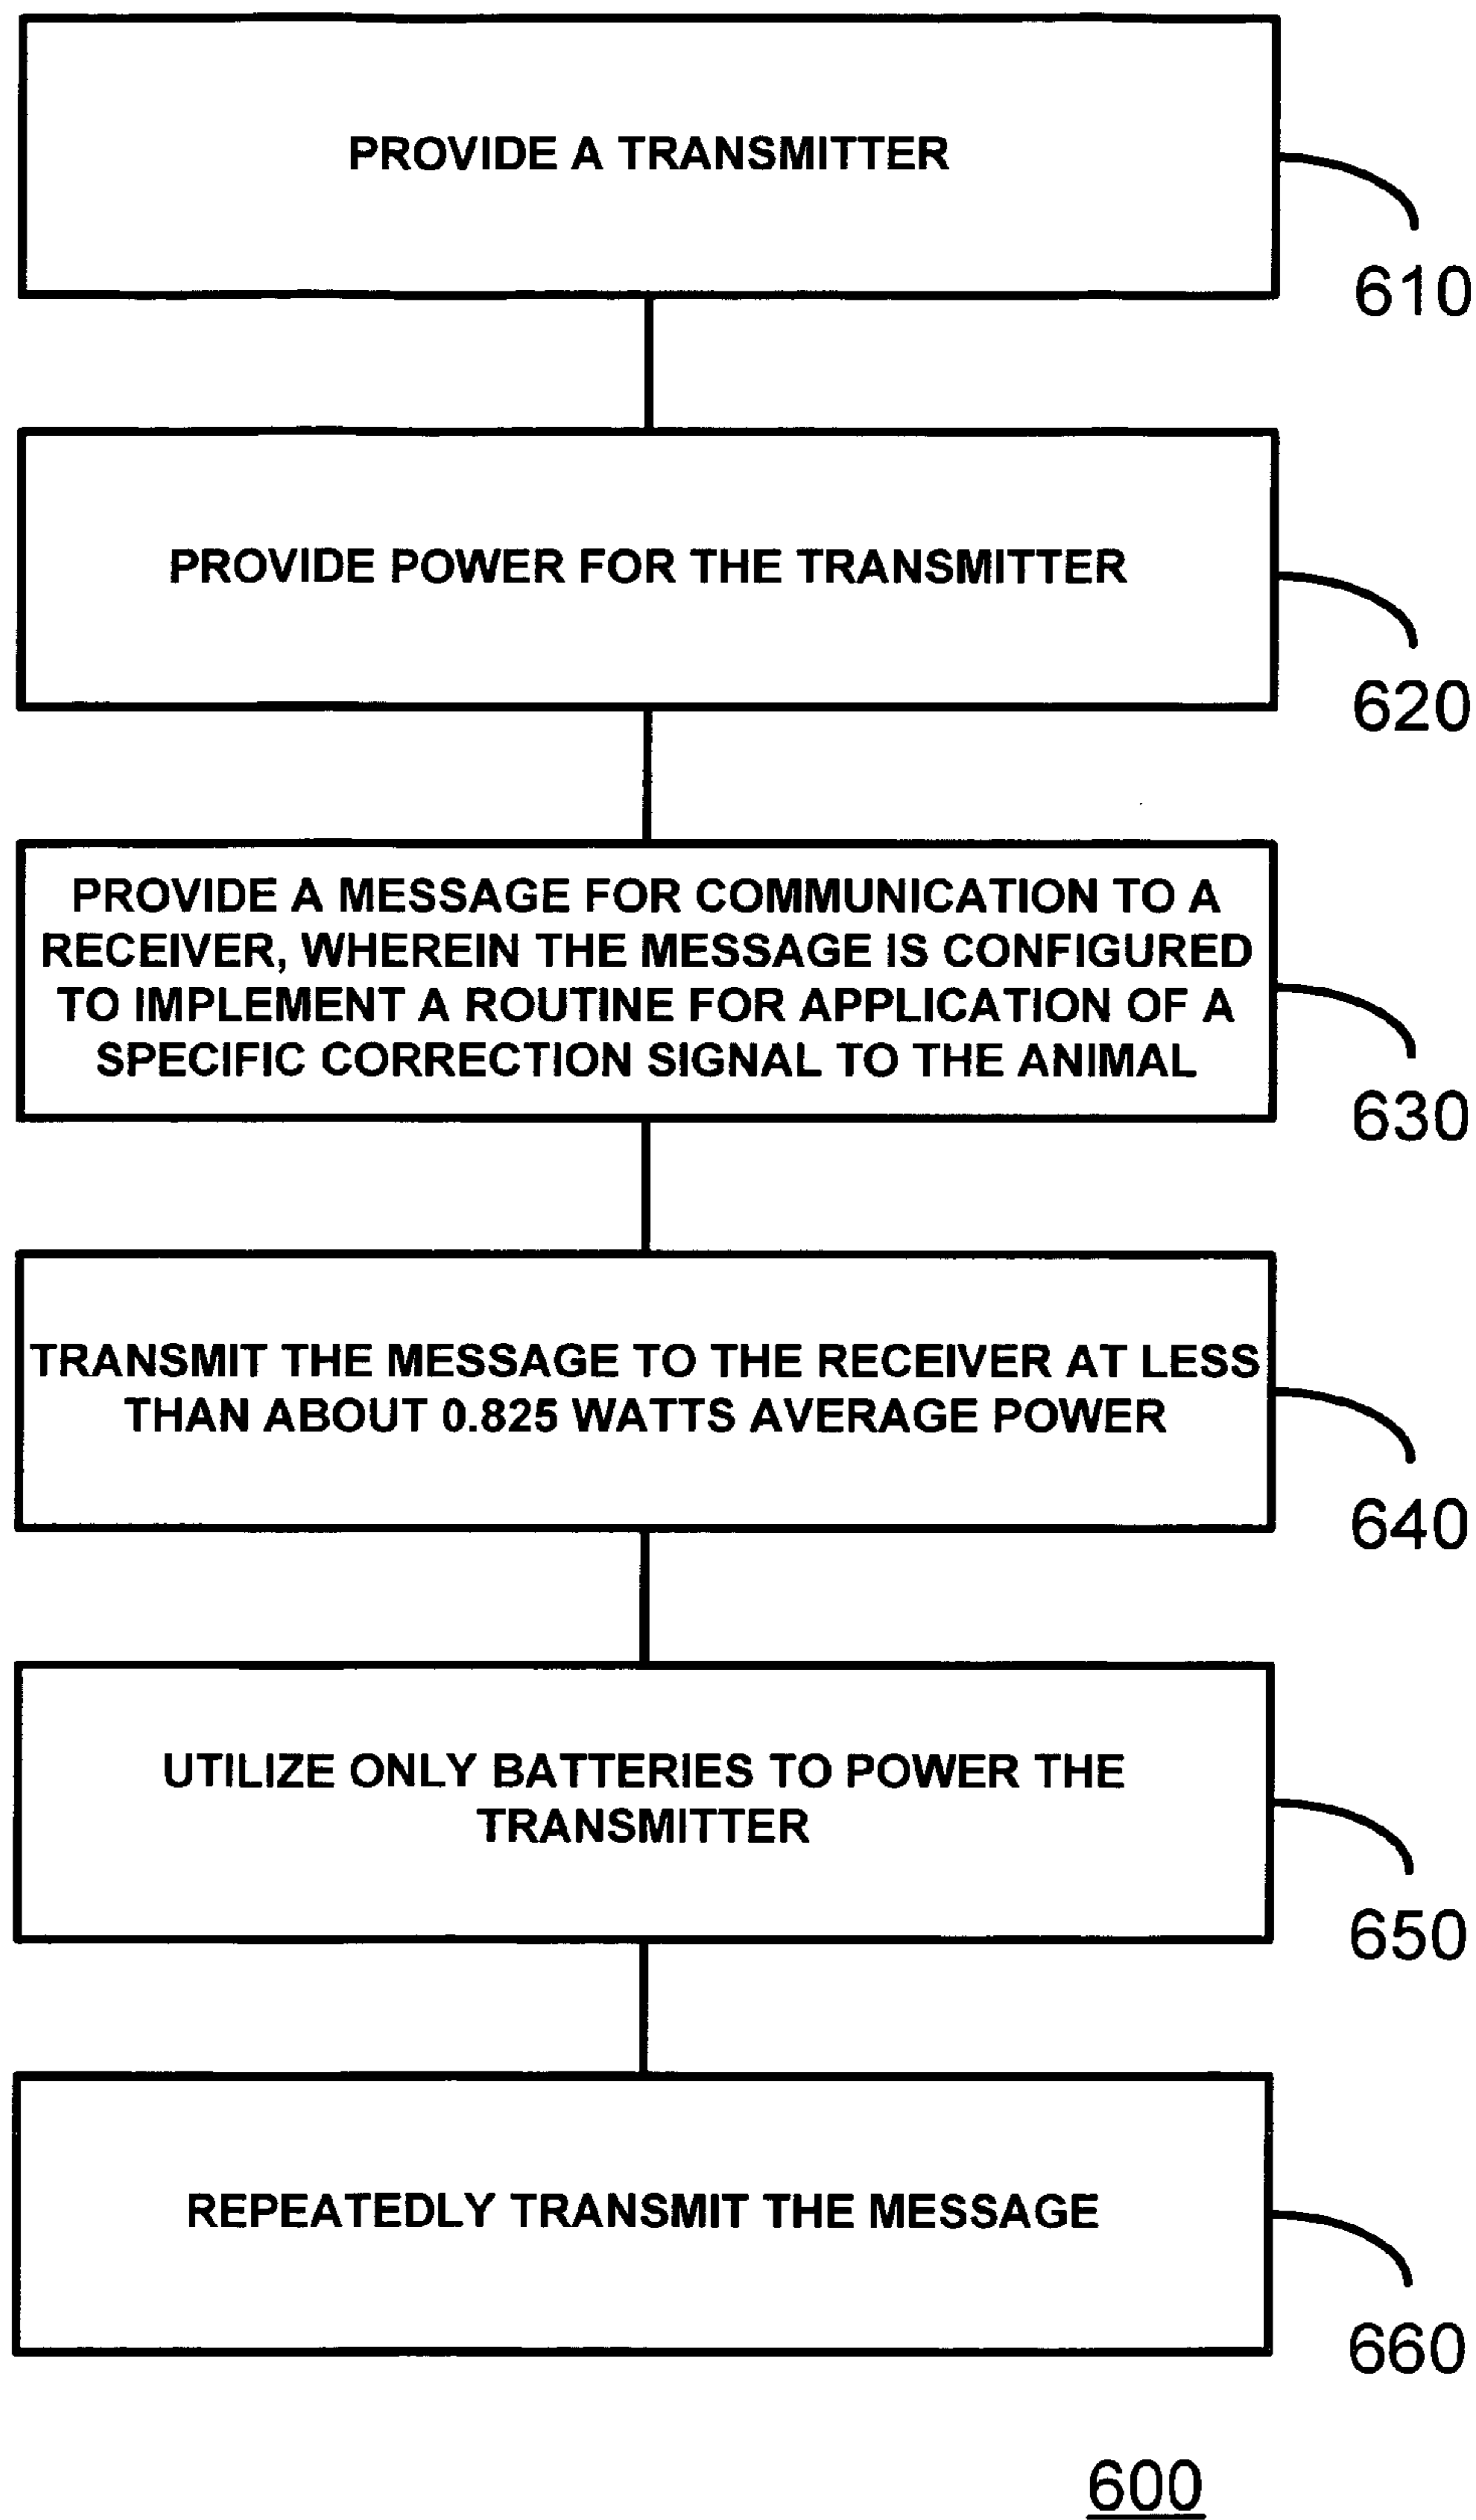 PROVIDE A TRANSMITTER
610
PROVIDE POWER FOR THE TRANSMITTER
620
PROVIDE A MESSAGE FOR COMMUNICATION TO A
RECEIVER, WHEREIN THE MESSAGE IS CONFIGURED
TO IMPLEMENT A ROUTINE FOR APPLICATION OF A
SPECIFIC CORRECTION SIGNAL TO THE ANIMAL
630
TRANSMIT THE MESSAGE TO THE RECEIVER AT LESS
THAN ABOUT 0.825 WATTS AVERAGE POWER
640
UTILIZE ONLY BATTERIES TO POWER THE
TRANSMITTER
650
REPEATEDLY TRANSMIT THE MESSAGE
660
600